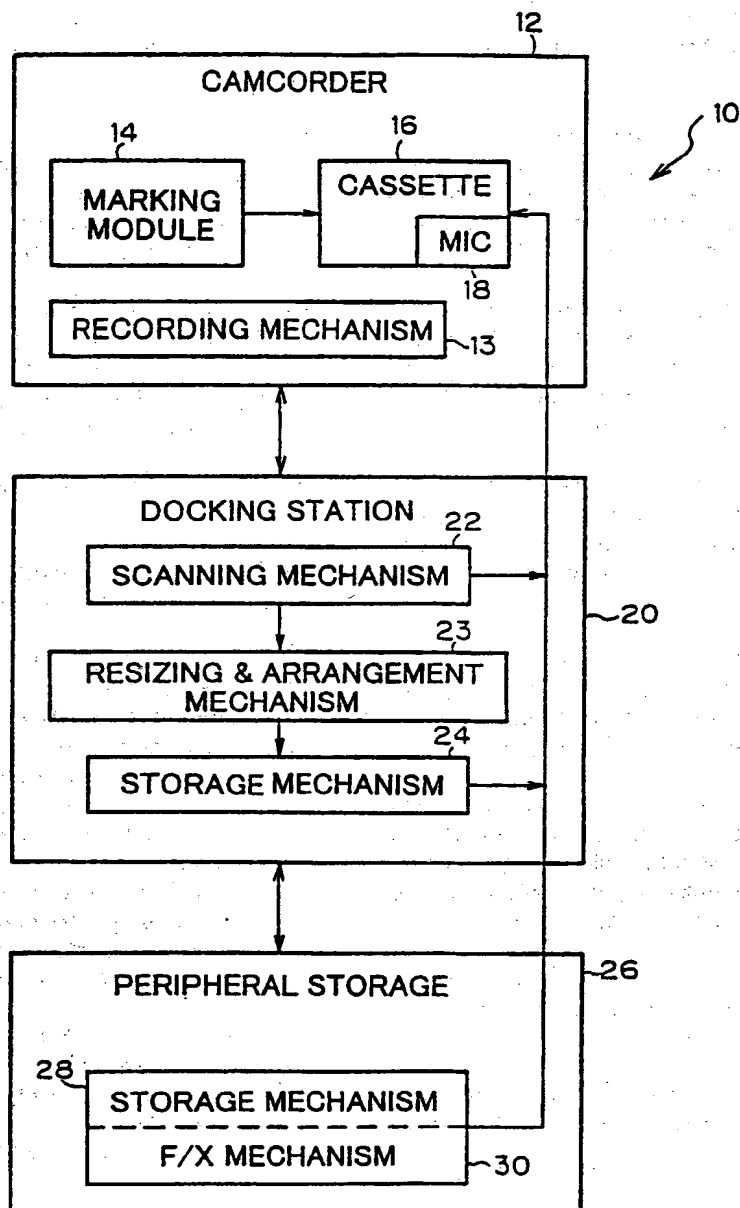 12
CAMCORDER
10
14
16
MARKING
MODULE
CASSETTE
MIC
18
RECORDING MECHANISM
13
DOCKING STATION
22
SCANNING MECHANISM
20
23
RESIZING & ARRANGEMENT
MECHANISM
24
STORAGE MECHANISM
26
PERIPHERAL STORAGE
28
STORAGE MECHANISM
F/X MECHANISM
30